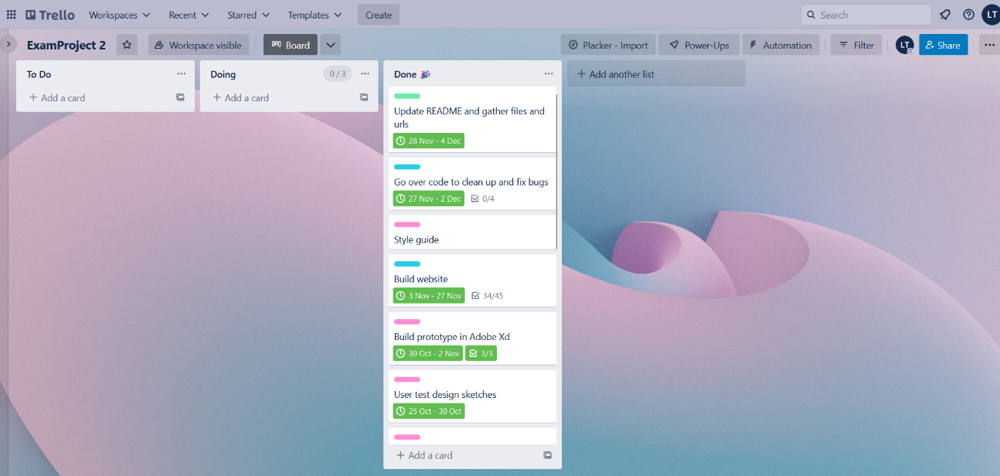 Trello
Workspaces
Recent
Starred
Templates
Create
Search
LT
ExamProject 2
Workspace visible
Board
Placker - Import
Power-Ups
Automation
Filter
LT
Share
To Do
Add a card
Doing
0 / 3
Add a card
Done 🎉
Update README and gather files and
urls
28 Nov - 4 Dec
Go over code to clean up and fix bugs
27 Nov - 2 Dec
0/4
Style guide
Build website
3 Nov - 27 Nov
34/45
Build prototype in Adobe Xd
30 Oct - 2 Nov
3/3
User test design sketches
25 Oct - 30 Oct
Add a card
Add another list